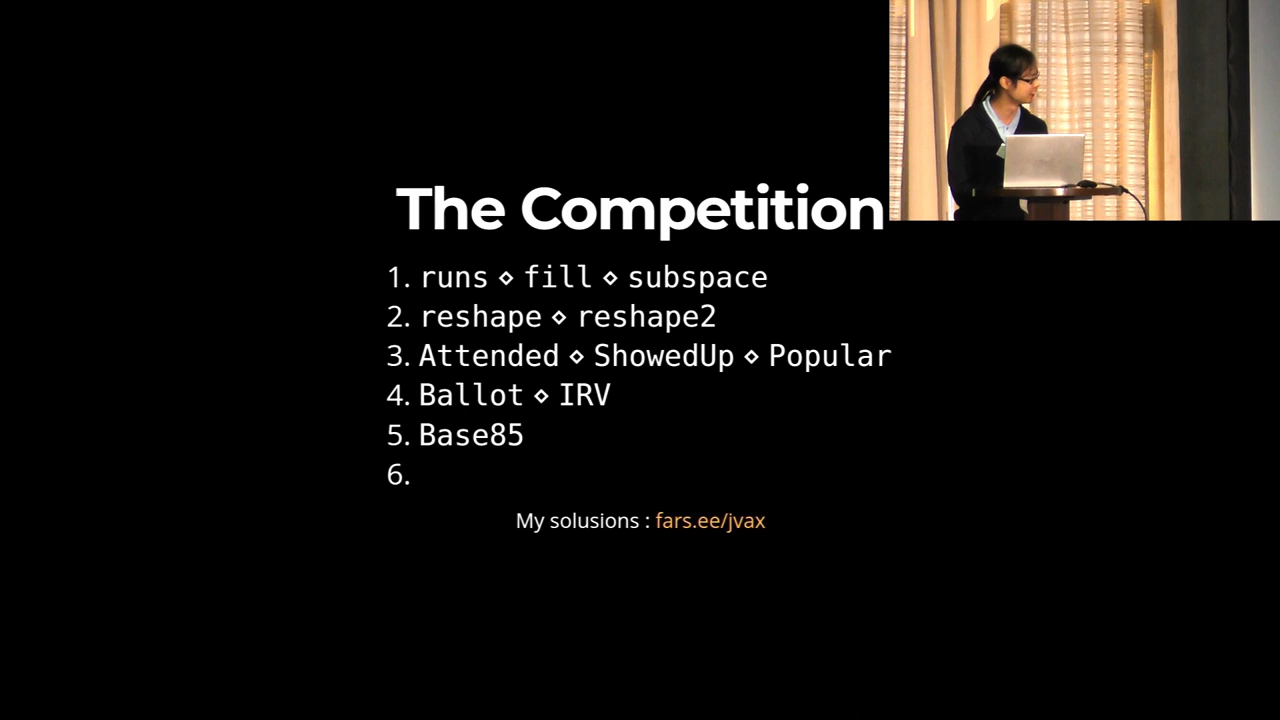 The Competition
1. runs ⋄ fill ⋄ subspace
2. reshape ⋄ reshape2
3. Attended ⋄ ShowedUp ⋄ Popular
4. Ballot ⋄ IRV
5. Base85
6.
My solusions : fars.ee/jvax